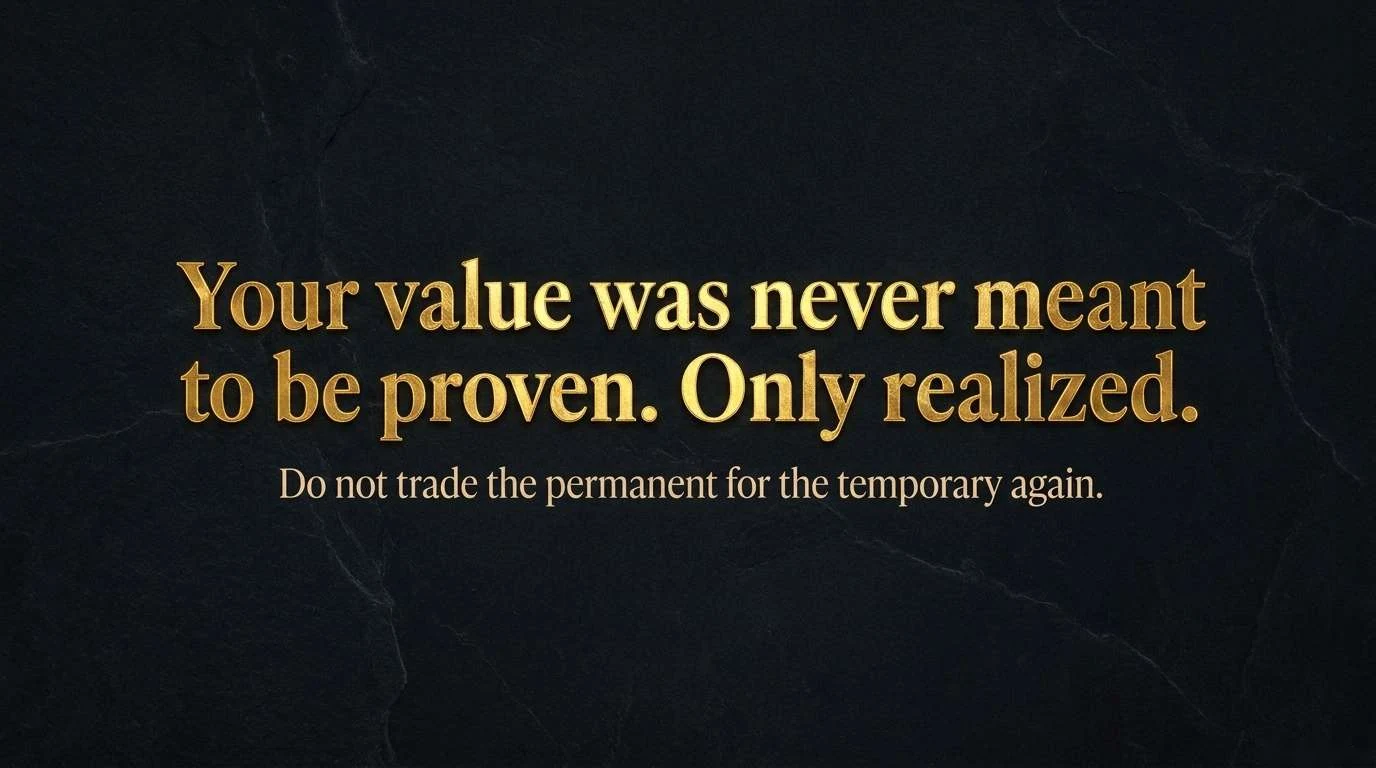 Your value was never meant
to be proven. Only realized.
Do not trade the permanent for the temporary again.